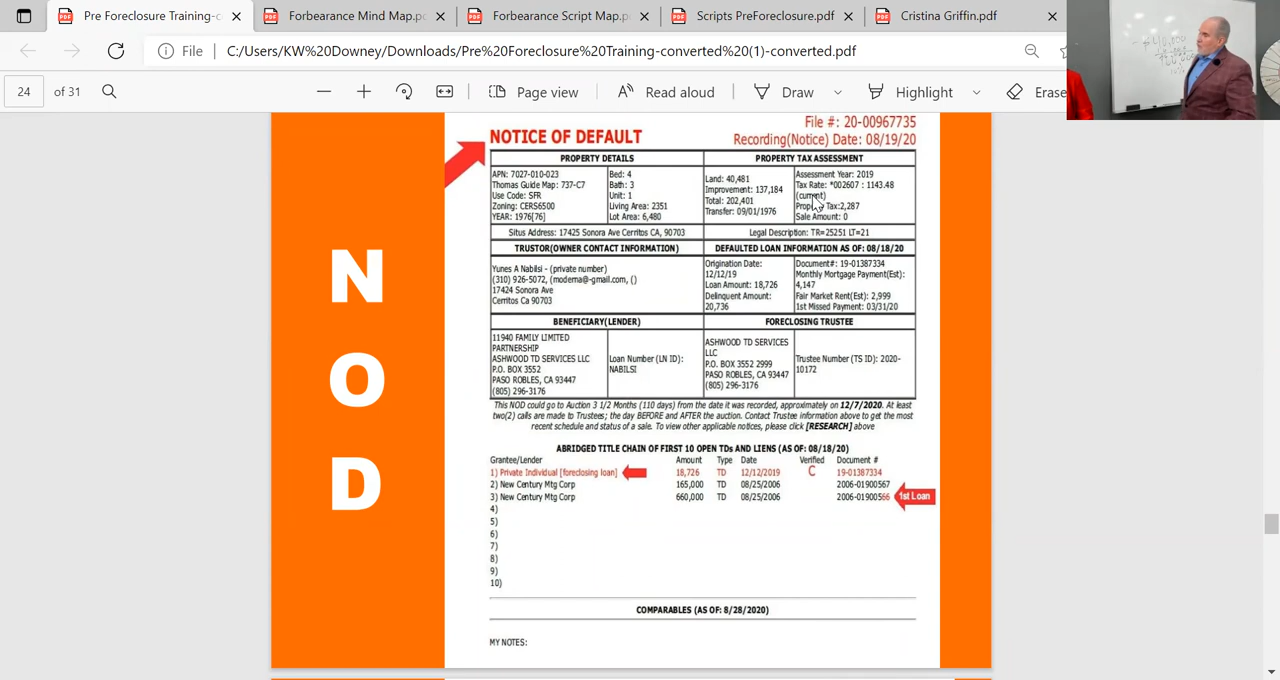 Pre Foreclosure Training-c
Forbearance Mind Map.p
Forbearance Script Map.p
Scripts PreForeclosure.pdf
Cristina Griffin.pdf
File
C:/Users/KW%20Downey/Downloads/Pre%20Foreclosure%20Training-converted%20(1)-converted.pdf
24 of 31
Page view
Read aloud
Draw
Highlight
Erase
NOD
File #: 20-00967735
NOTICE OF DEFAULT
Recording(Notice) Date: 08/19/20
PROPERTY DETAILS
APN: 7027-010-023
Thomas Guide Map: 737-C7
Use Code: SFR
Zoning: CERS6500
YEAR: 1976[76]
Bed: 4
Bath: 3
Unit: 1
Living Area: 2351
Lot Area: 6,480
PROPERTY TAX ASSESSMENT
Land: 40,481
Improvement: 137,184
Total: 202,401
Transfer: 09/01/1976
Assessment Year: 2019
Tax Rate: *002607 : 1143.48
(current)
Tax:2,287
Sale Amount: 0
Situs Address: 17425 Sonora Ave Cerritos CA, 90703
Legal Description: TR=25251 LT=21
TRUSTOR(OWNER CONTACT INFORMATION)
Yunes A Nabilsi - (private number)
(310) 926-5072, (moderna@-gmail.com, ()
17424 Sonora Ave
Cerritos Ca 90703
DEFAULTED LOAN INFORMATION AS OF: 08/18/20
Origination Date:
12/12/19
Loan Amount: 18,726
Delinquent Amount:
20,736
Document#: 19-01387334
Monthly Mortgage Payment(Est):
4,147
Fair Market Rent(Est): 2,999
1st Missed Payment: 03/31/20
BENEFICIARY(LENDER)
11940 FAMILY LIMITED
PARTNERSHIP
ASHWOOD TD SERVICES LLC
P.O. BOX 3552
PASO ROBLES, CA 93447
(805) 296-3176
Loan Number (LN ID):
NABILSI
FORECLOSING TRUSTEE
ASHWOOD TD SERVICES
LLC
P.O. BOX 3552 2999
PASO ROBLES, CA 93447
(805) 296-3176
Trustee Number (TS ID): 2020-
10172
This NOD could go to Auction 3 1/2 Months (110 days) from the date it was recorded, approximately on 12/7/2020. At least
two(2) calls are made to Trustees; the day BEFORE and AFTER the auction. Contact Trustee information above to get the most
recent schedule and status of a sale. To view other applicable notices, please click [RESEARCH] above
ABRIDGED TITLE CHAIN OF FIRST 10 OPEN TDs AND LIENS (AS OF: 08/18/20)
Grantee/Lender Amount Type Date Verified Document #
1) Private Individual [foreclosing loan] 18,726 TD 12/12/2019 C 19-01387334
2) New Century Mtg Corp 165,000 TD 08/25/2006 2006-01900567
3) New Century Mtg Corp 660,000 TD 08/25/2006 2006-01900566 1st Loan
4)
5)
6)
7)
8)
9)
10)
COMPARABLES (AS OF: 8/28/2020)
MY NOTES: